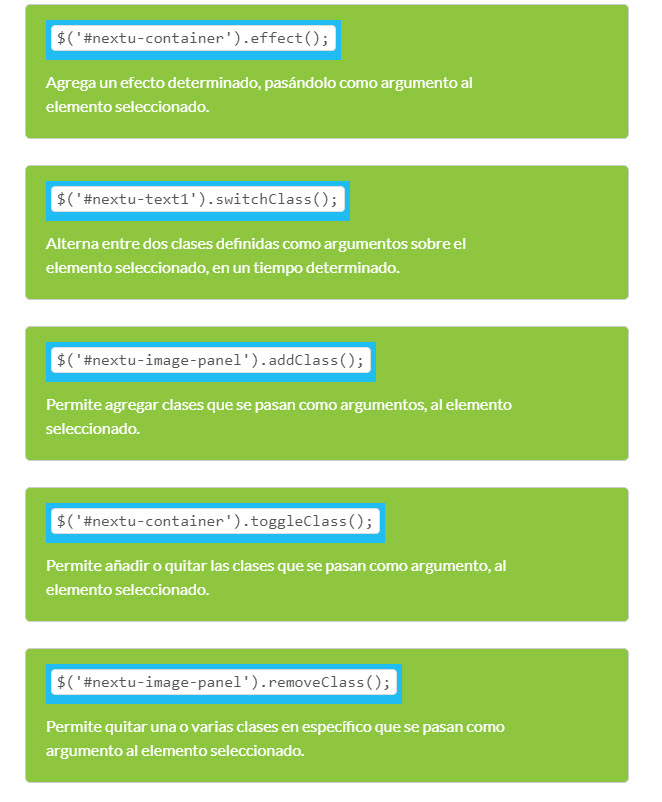 $('#nextu-container').effect();
Agrega un efecto determinado, pasándolo como argumento al
elemento seleccionado.
$('#nextu-text1').switchClass();
Alterna entre dos clases definidas como argumentos sobre el
elemento seleccionado, en un tiempo determinado.
$('#nextu-image-panel').addClass();
Permite agregar clases que se pasan como argumentos, al elemento
seleccionado.
$('#nextu-container').toggleClass();
Permite añadir o quitar las clases que se pasan como argumento, al
elemento seleccionado.
$('#nextu-image-panel').removeClass();
Permite quitar una o varias clases en específico que se pasan como
argumento al elemento seleccionado.